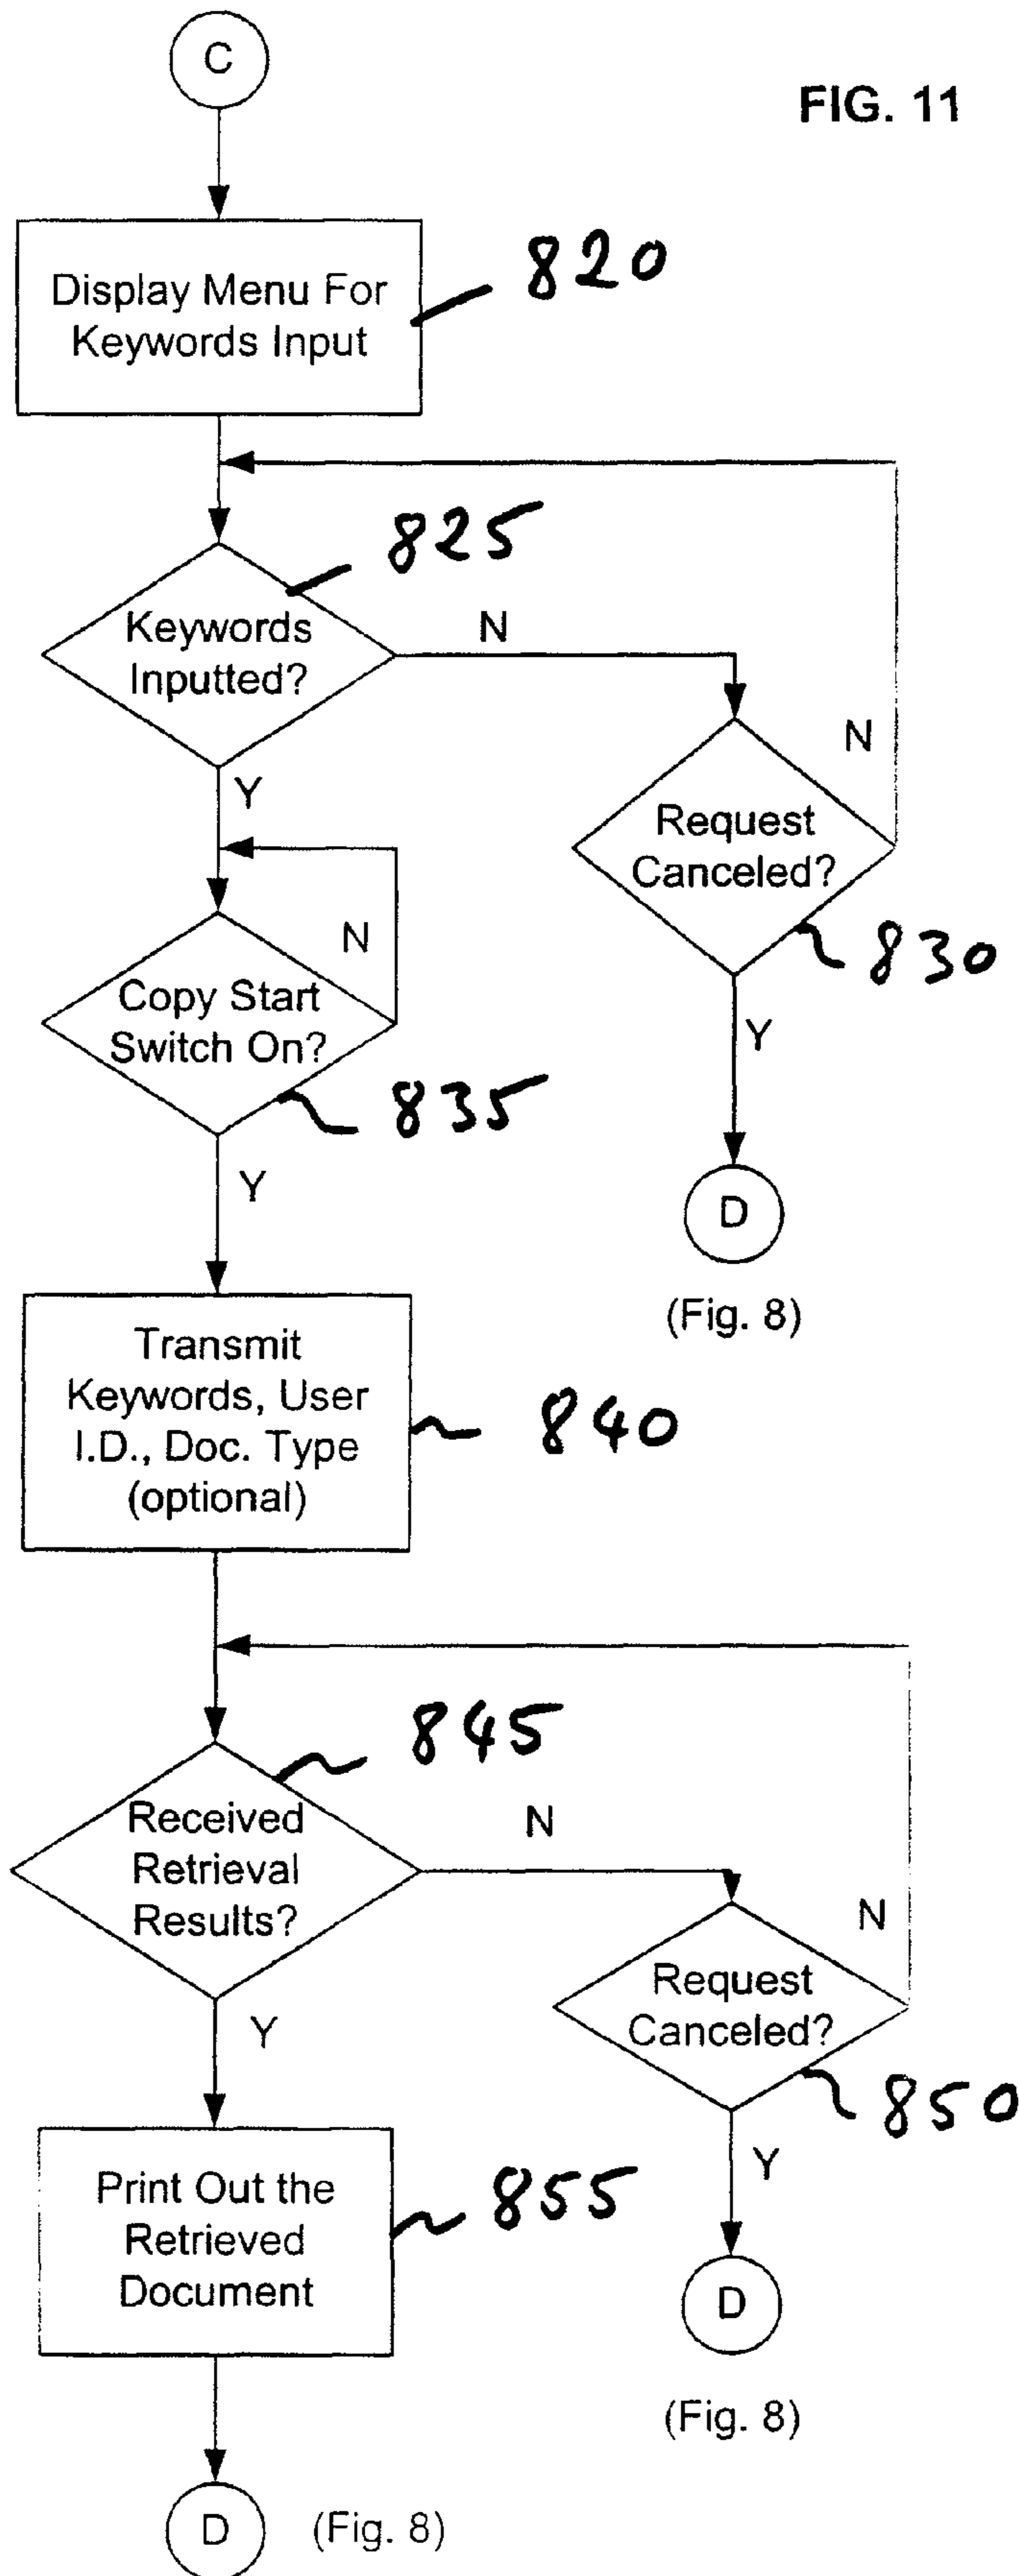 C
FIG. 11
Display Menu For
Keywords Input
820
825
Keywords
Inputted?
N
Y
N
Request
Canceled?
830
N
Copy Start
Switch On?
835
Y
Y
D
(Fig. 8)
Transmit
Keywords, User
I.D., Doc. Type
(optional)
840
845
Received
Retrieval
Results?
N
Y
N
Request
Canceled?
850
Y
Print Out the
Retrieved
Document
855
D
(Fig. 8)
D
(Fig. 8)